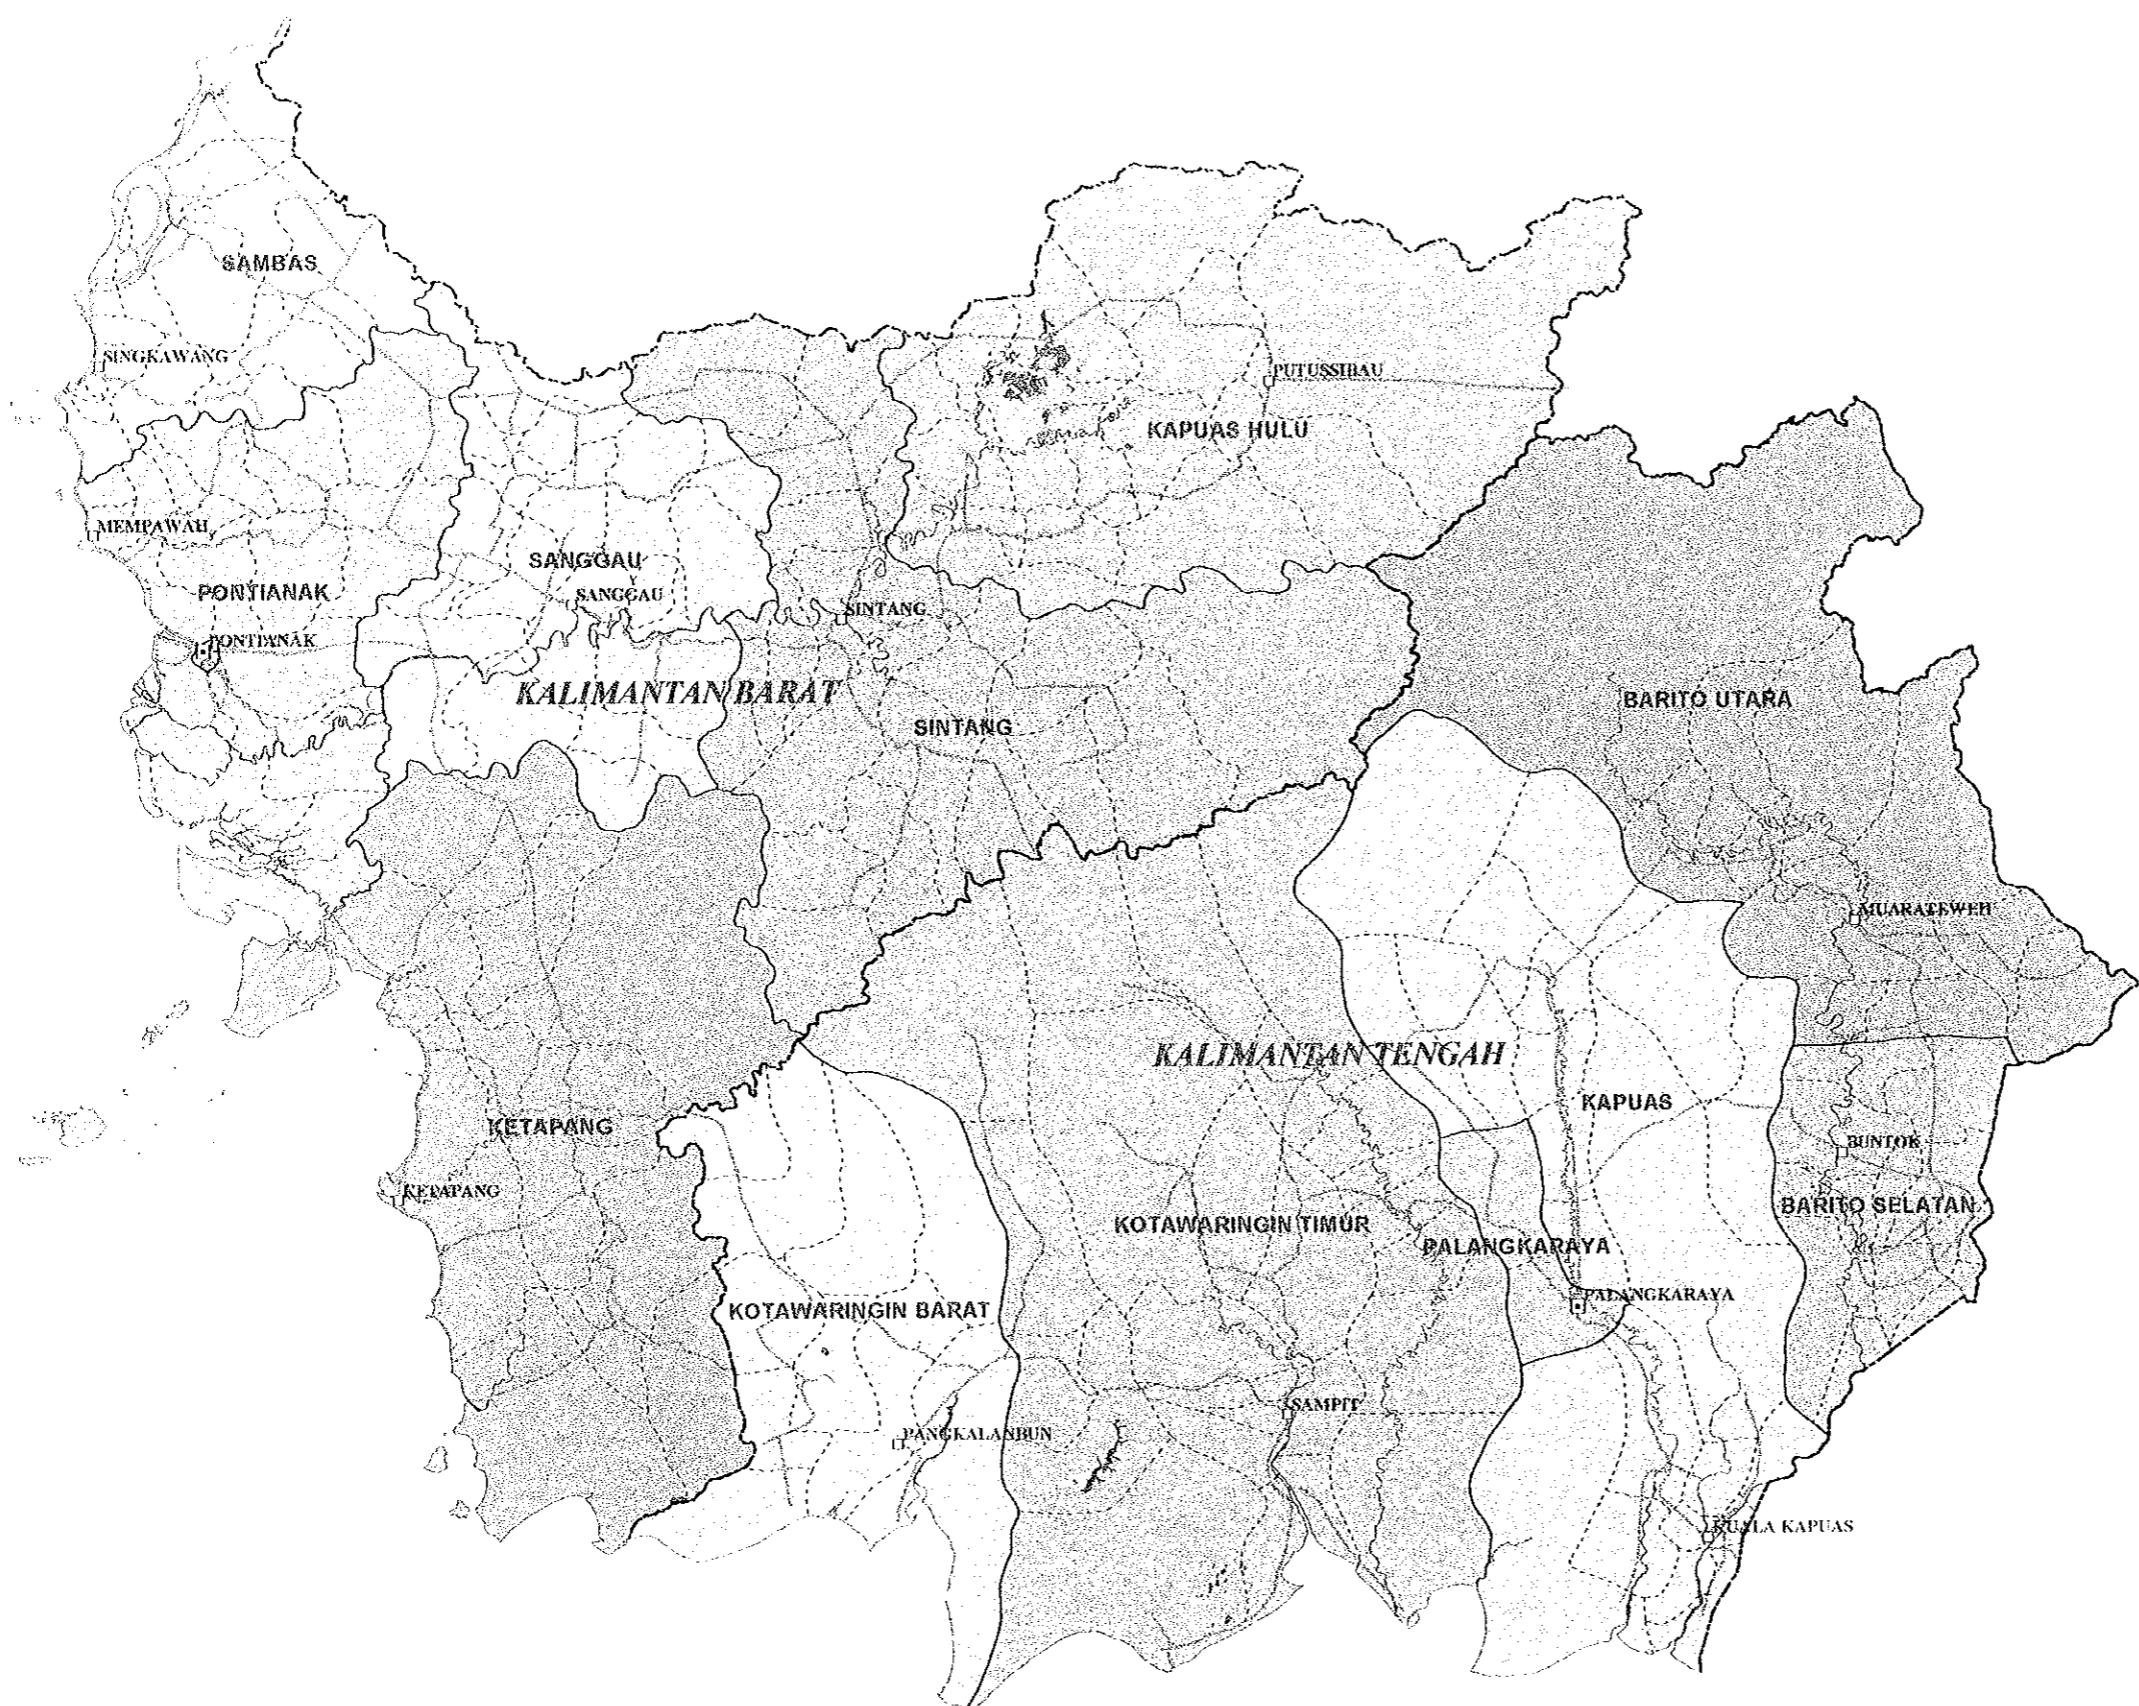 SAMBAS
SINGKAWANG
PUTUSSIBAU
KAPUAS HULU
MEMPAWAH
SANGGAU
PONTIANAK
SANGGAU
SINTANG
PONTIANAK
KALIMANTAN BARAT
BARITO UTARA
SINTANG
MUARATEWEH
KALIMANTAN TENGAH
KAPUAS
KETAPANG
BUNTOK
KETAPANG
BARITO SELATAN
KOTAWARINGIN TIMUR
PALANGKARAYA
PALANGKARAYA
KOTAWARINGIN BARAT
SAMPIT
PANGKALANBUN
KUALA KAPUAS